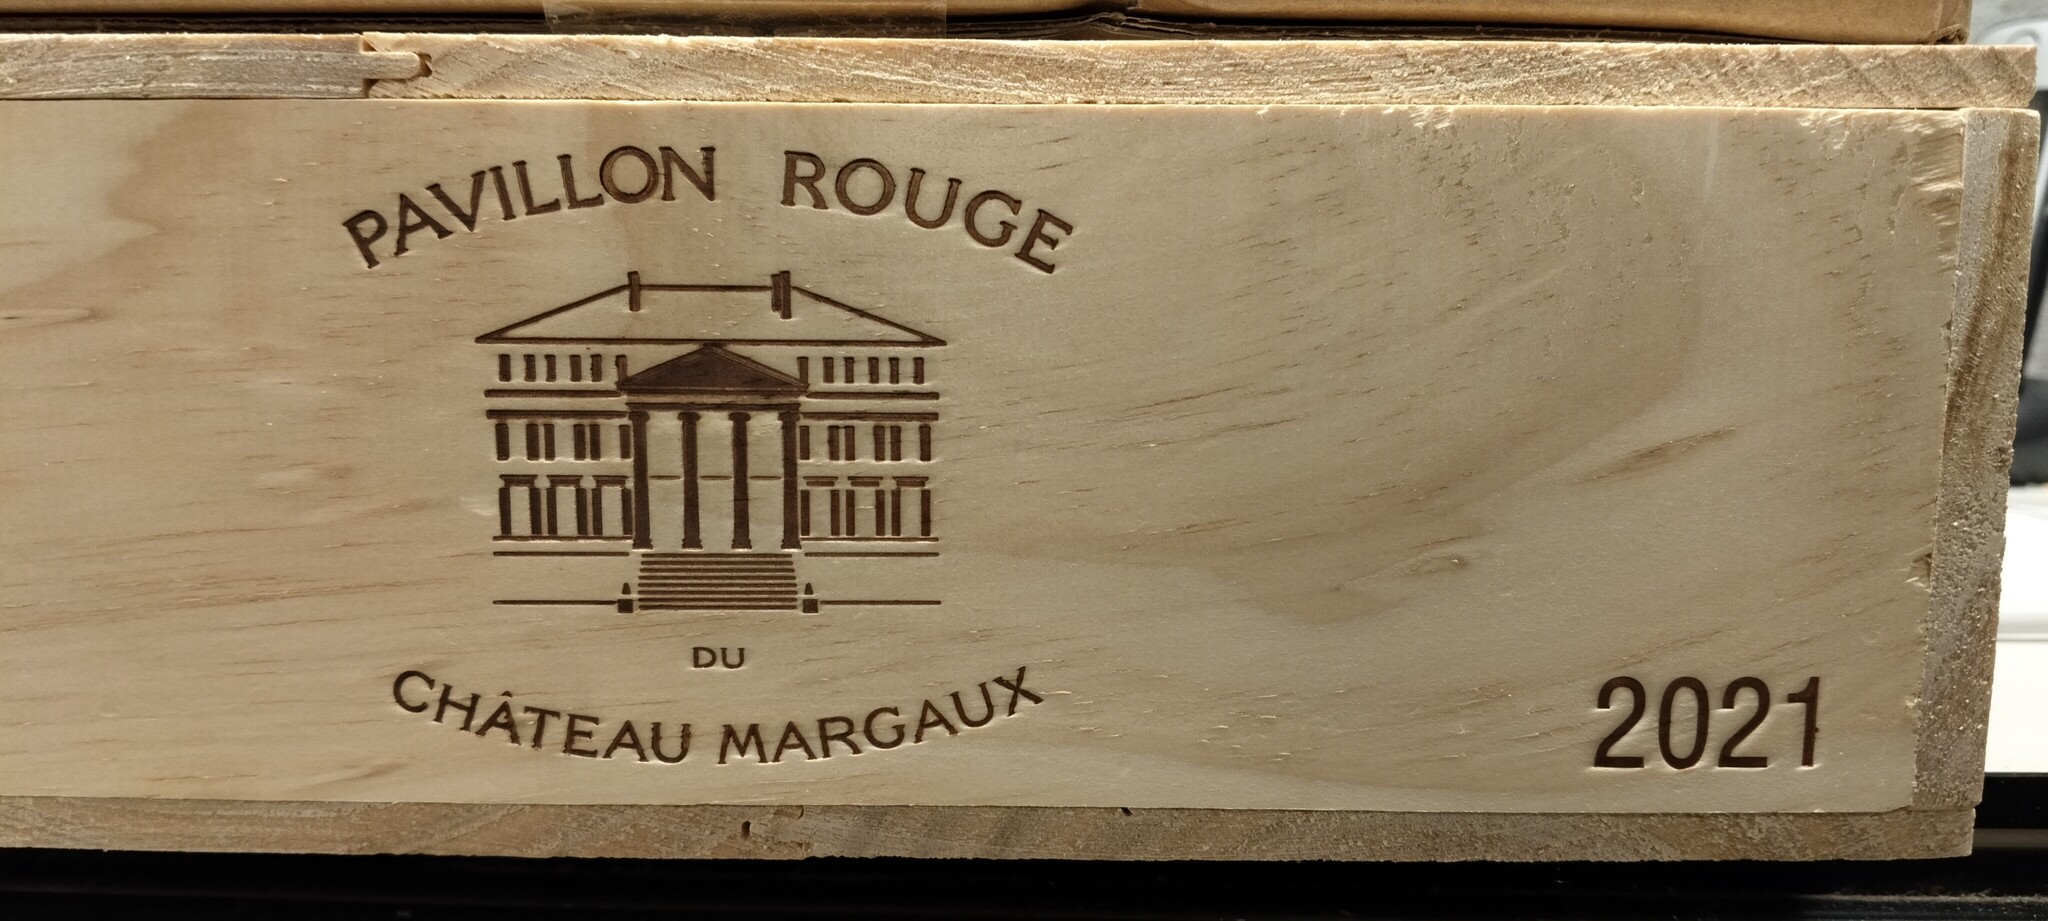 PAVILLON ROUGE
DU
CHÂTEAU MARGAUX
2021